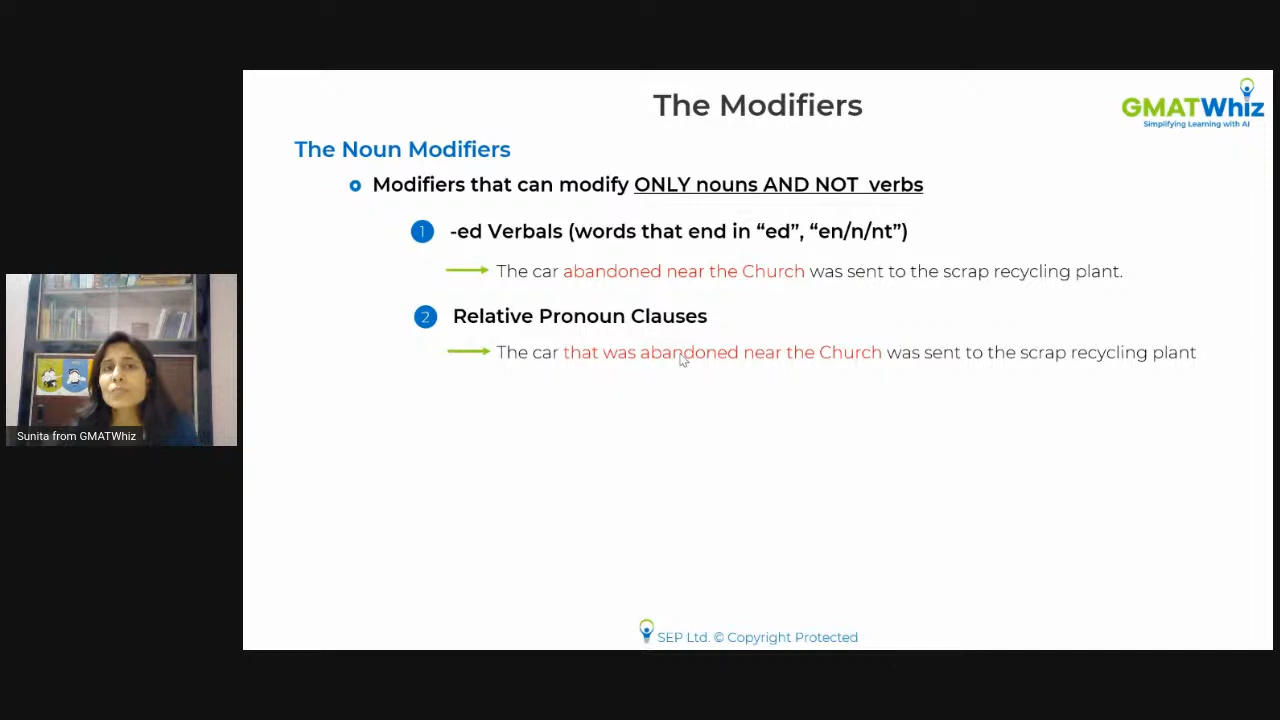 The Modifiers
GMATWhiz
Simplifying Learning with AI
The Noun Modifiers
Modifiers that can modify ONLY nouns AND NOT verbs
1 -ed Verbals (words that end in “ed”, “en/n/nt”)
The car abandoned near the Church was sent to the scrap recycling plant.
2 Relative Pronoun Clauses
The car that was abandoned near the Church was sent to the scrap recycling plant
Sunita from GMATWhiz
SEP Ltd. © Copyright Protected